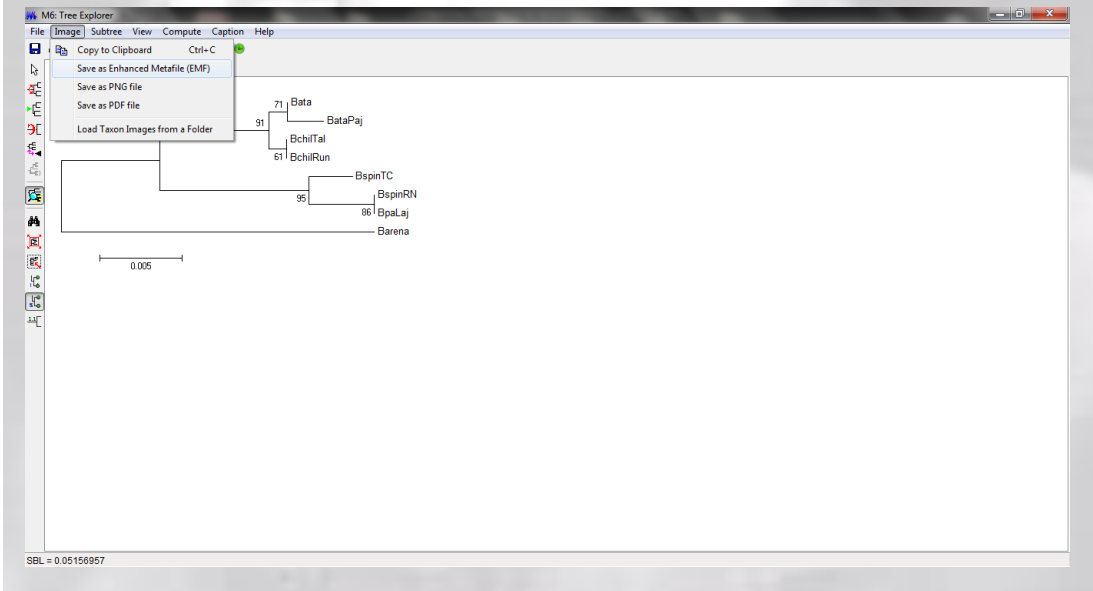 M6: Tree Explorer
File Image Subtree View Compute Caption Help
Copy to Clipboard Ctrl+C
Save as Enhanced Metafile (EMF)
Save as PNG file
Save as PDF file
Load Taxon Images from a Folder
71 Bata
91 BataPaj
BchilTal
61 BchilRun
BspinTC
95 BspinRN
86 BpaLaj
Barena
0.005
SBL = 0.05156957